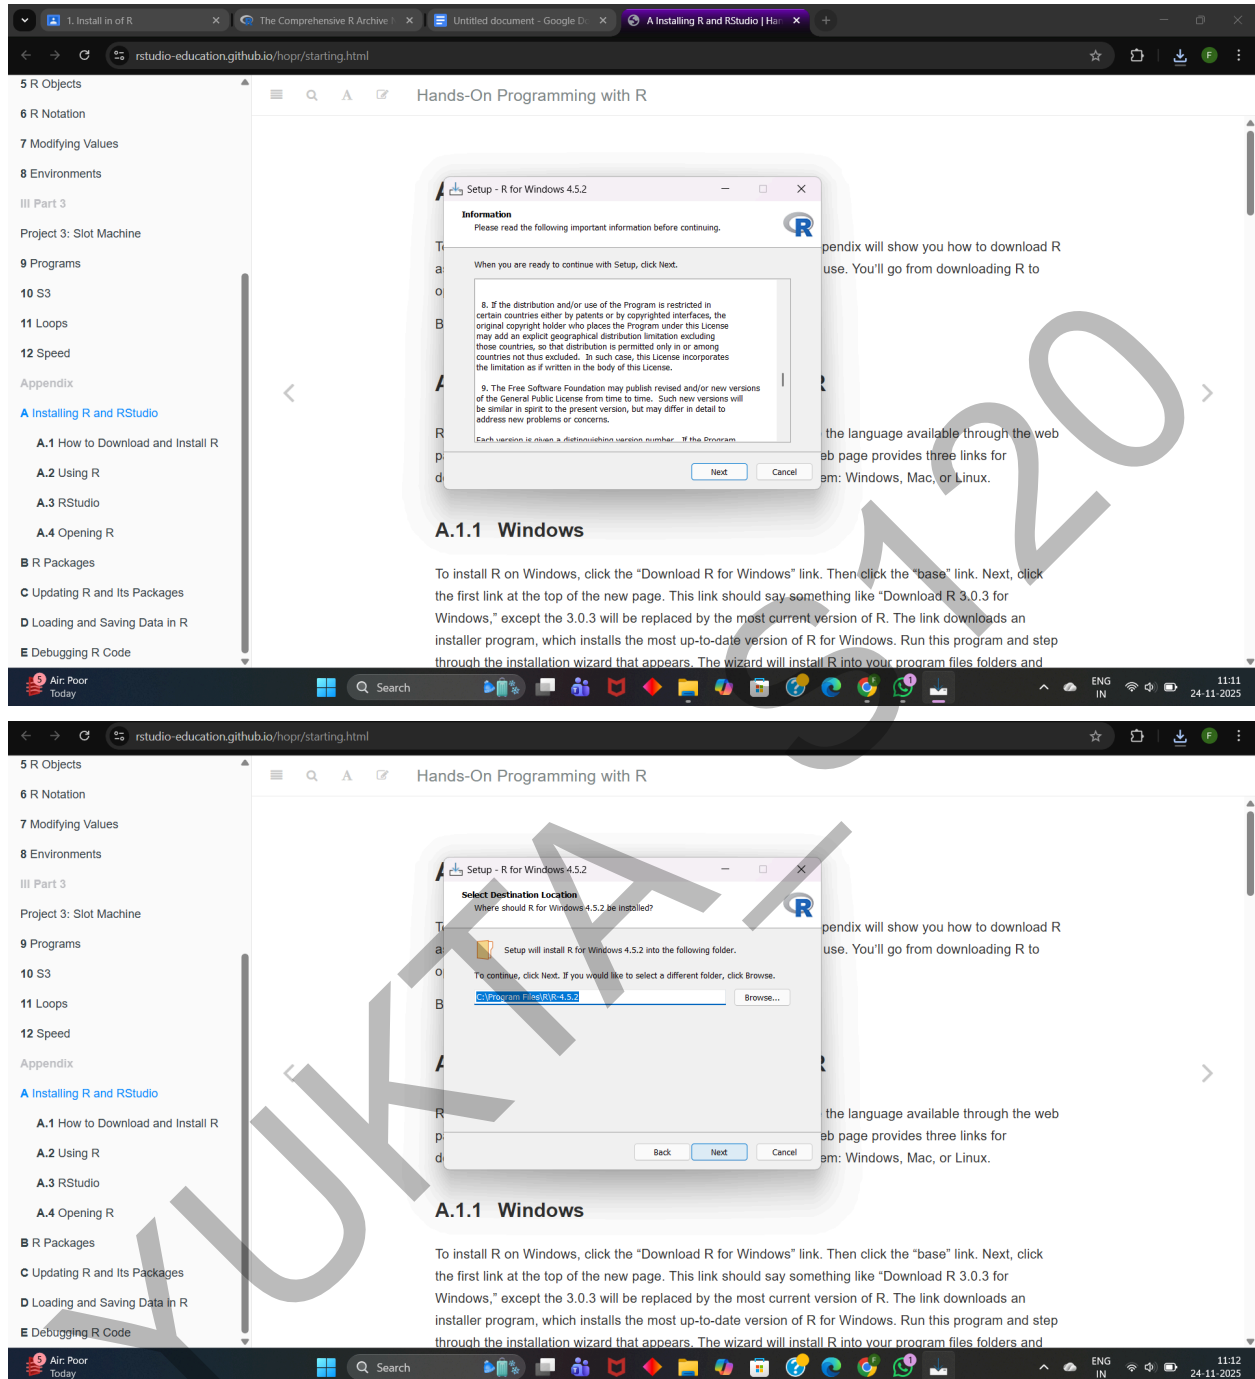 1. Install in of R
The Comprehensive R Archive N
Untitled document - Google Do
A Installing R and RStudio | Han
rstudio-education.github.io/hopr/starting.html
F
5 R Objects
6 R Notation
7 Modifying Values
8 Environments
III Part 3
Project 3: Slot Machine
9 Programs
10 S3
11 Loops
12 Speed
Appendix
A Installing R and RStudio
A.1 How to Download and Install R
A.2 Using R
A.3 RStudio
A.4 Opening R
B R Packages
C Updating R and Its Packages
D Loading and Saving Data in R
E Debugging R Code
Hands-On Programming with R
Setup - R for Windows 4.5.2
Information
Please read the following important information before continuing.
When you are ready to continue with Setup, click Next.
8. If the distribution and/or use of the Program is restricted in
certain countries either by patents or by copyrighted interfaces, the
original copyright holder who places the Program under this License
may add an explicit geographical distribution limitation excluding
those countries, so that distribution is permitted only in or among
countries not thus excluded.  In such case, this License incorporates
the limitation as if written in the body of this License.
9. The Free Software Foundation may publish revised and/or new versions
of the General Public License from time to time.  Such new versions will
be similar in spirit to the present version, but may differ in detail to
address new problems or concerns.
Each version is given a distinguishing version number.  If the Program
Next
Cancel
pendix will show you how to download R
use. You'll go from downloading R to
the language available through the web
eb page provides three links for
em: Windows, Mac, or Linux.
A.1.1 Windows
To install R on Windows, click the “Download R for Windows” link. Then click the “base” link. Next, click
the first link at the top of the new page. This link should say something like “Download R 3.0.3 for
Windows,” except the 3.0.3 will be replaced by the most current version of R. The link downloads an
installer program, which installs the most up-to-date version of R for Windows. Run this program and step
through the installation wizard that appears. The wizard will install R into your program files folders and
5
Air: Poor
Today
Search
1
ENG
IN
11:11
24-11-2025
rstudio-education.github.io/hopr/starting.html
F
5 R Objects
6 R Notation
7 Modifying Values
8 Environments
III Part 3
Project 3: Slot Machine
9 Programs
10 S3
11 Loops
12 Speed
Appendix
A Installing R and RStudio
A.1 How to Download and Install R
A.2 Using R
A.3 RStudio
A.4 Opening R
B R Packages
C Updating R and Its Packages
D Loading and Saving Data in R
E Debugging R Code
Hands-On Programming with R
Setup - R for Windows 4.5.2
Select Destination Location
Where should R for Windows 4.5.2 be installed?
Setup will install R for Windows 4.5.2 into the following folder.
To continue, click Next. If you would like to select a different folder, click Browse.
C:\Program Files\R\R-4.5.2
Browse...
Back
Next
Cancel
pendix will show you how to download R
use. You'll go from downloading R to
the language available through the web
eb page provides three links for
em: Windows, Mac, or Linux.
A.1.1 Windows
To install R on Windows, click the “Download R for Windows” link. Then click the “base” link. Next, click
the first link at the top of the new page. This link should say something like “Download R 3.0.3 for
Windows,” except the 3.0.3 will be replaced by the most current version of R. The link downloads an
installer program, which installs the most up-to-date version of R for Windows. Run this program and step
through the installation wizard that appears. The wizard will install R into your program files folders and
5
Air: Poor
Today
Search
1
ENG
IN
11:12
24-11-2025
YUKTA_S120